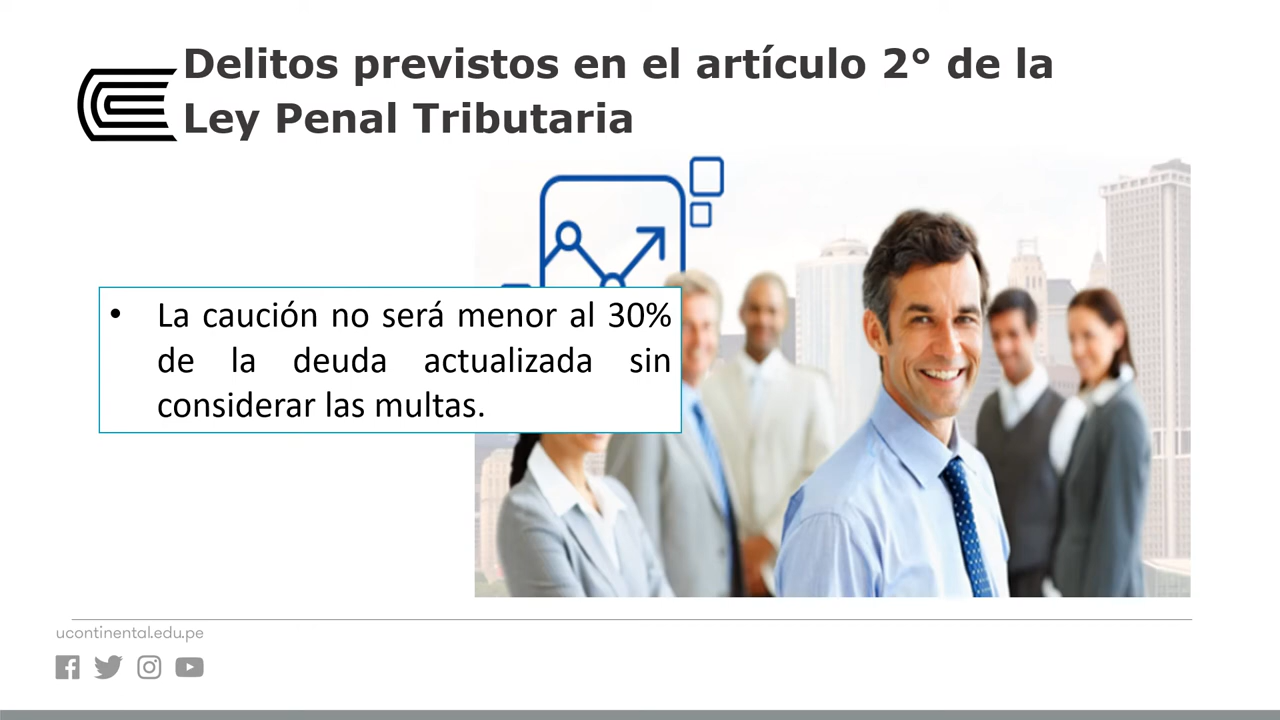 Delitos previstos en el artículo 2° de la
Ley Penal Tributaria
• La caución no será menor al 30%
de la deuda actualizada sin
considerar las multas.
ucontinental.edu.pe